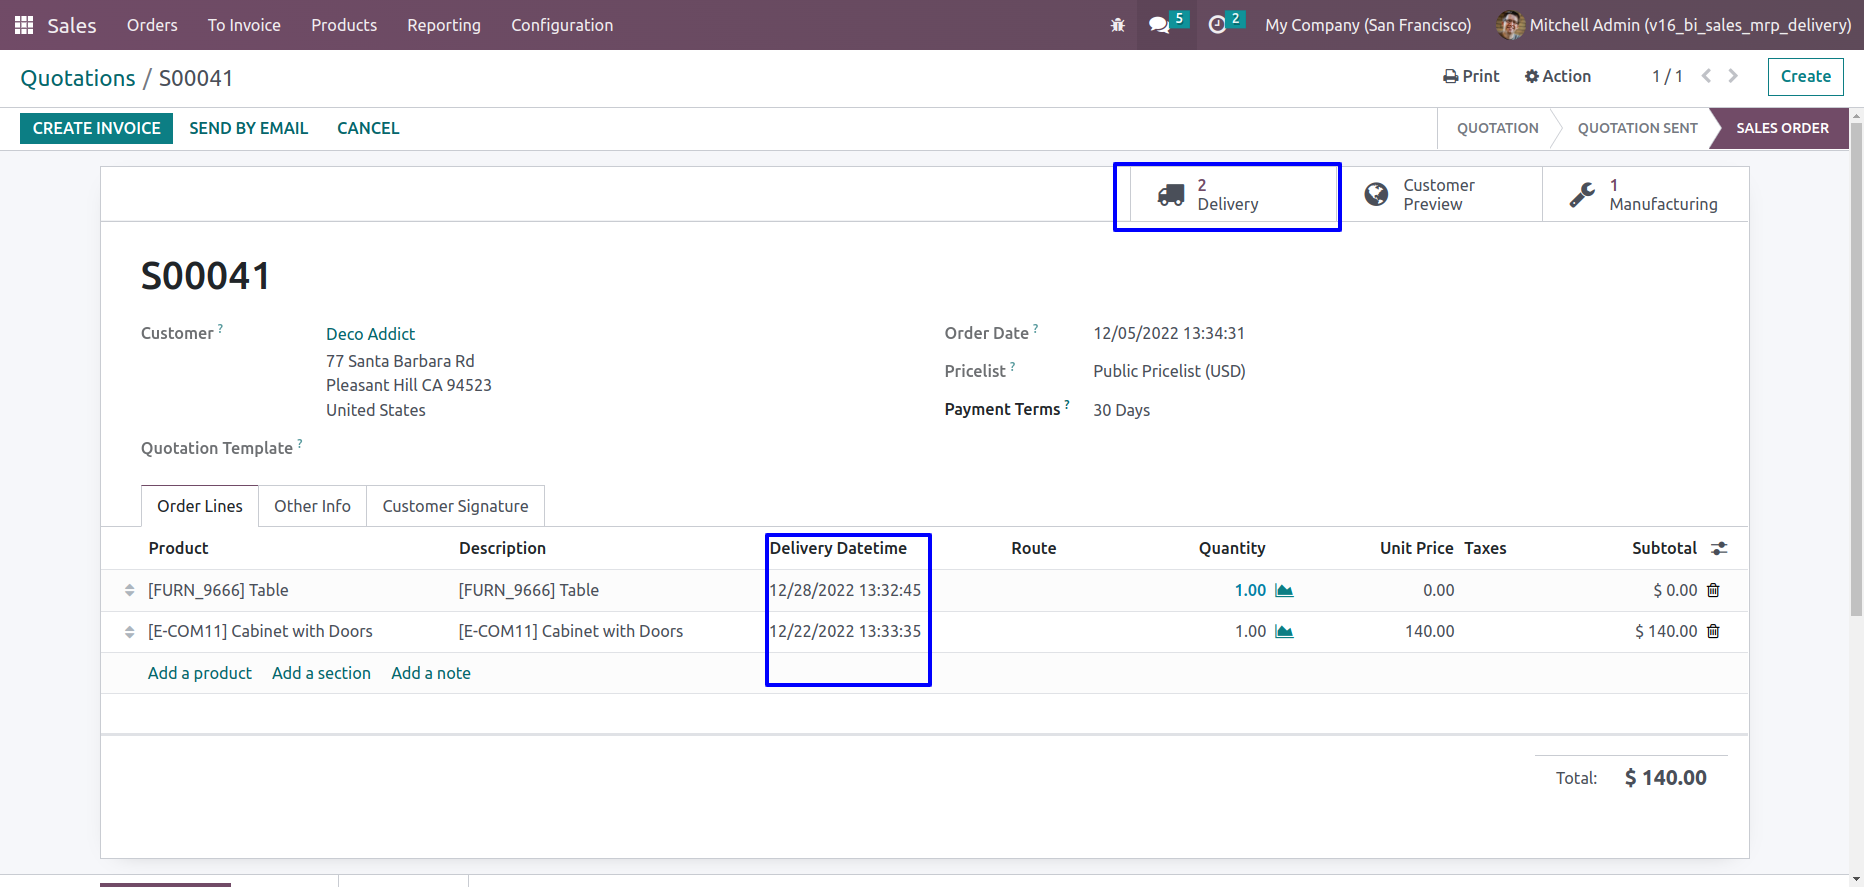 Sales Orders To Invoice Products Reporting Configuration 5 2 My Company (San Francisco) Mitchell Admin (v16_bi_sales_mrp_delivery)
Quotations / S00041 Print Action 1 / 1 Create
CREATE INVOICE SEND BY EMAIL CANCEL QUOTATION QUOTATION SENT SALES ORDER
2 Customer 1
Delivery Preview Manufacturing
S00041
Customer ? Deco Addict Order Date ? 12/05/2022 13:34:31
77 Santa Barbara Rd Pricelist ? Public Pricelist (USD)
Pleasant Hill CA 94523
United States Payment Terms ? 30 Days
Quotation Template ?
Order Lines Other Info Customer Signature
Product Description Delivery Datetime Route Quantity Unit Price Taxes Subtotal
[FURN_9666] Table [FURN_9666] Table 12/28/2022 13:32:45 1.00 0.00 $ 0.00
[E-COM11] Cabinet with Doors [E-COM11] Cabinet with Doors 12/22/2022 13:33:35 1.00 140.00 $ 140.00
Add a product Add a section Add a note
Total: $ 140.00